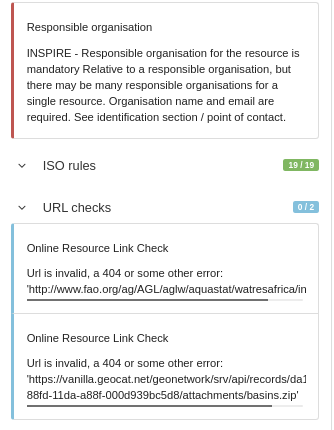 Responsible organisation
INSPIRE - Responsible organisation for the resource is
mandatory Relative to a responsible organisation, but
there may be many responsible organisations for a
single resource. Organisation name and email are
required. See identification section / point of contact.
ISO rules
19 / 19
URL checks
0 / 2
Online Resource Link Check
Url is invalid, a 404 or some other error:
'http://www.fao.org/ag/AGL/aglw/aquastat/watresafrica/in
Online Resource Link Check
Url is invalid, a 404 or some other error:
'https://vanilla.geocat.net/geonetwork/srv/api/records/da1
88fd-11da-a88f-000d939bc5d8/attachments/basins.zip'